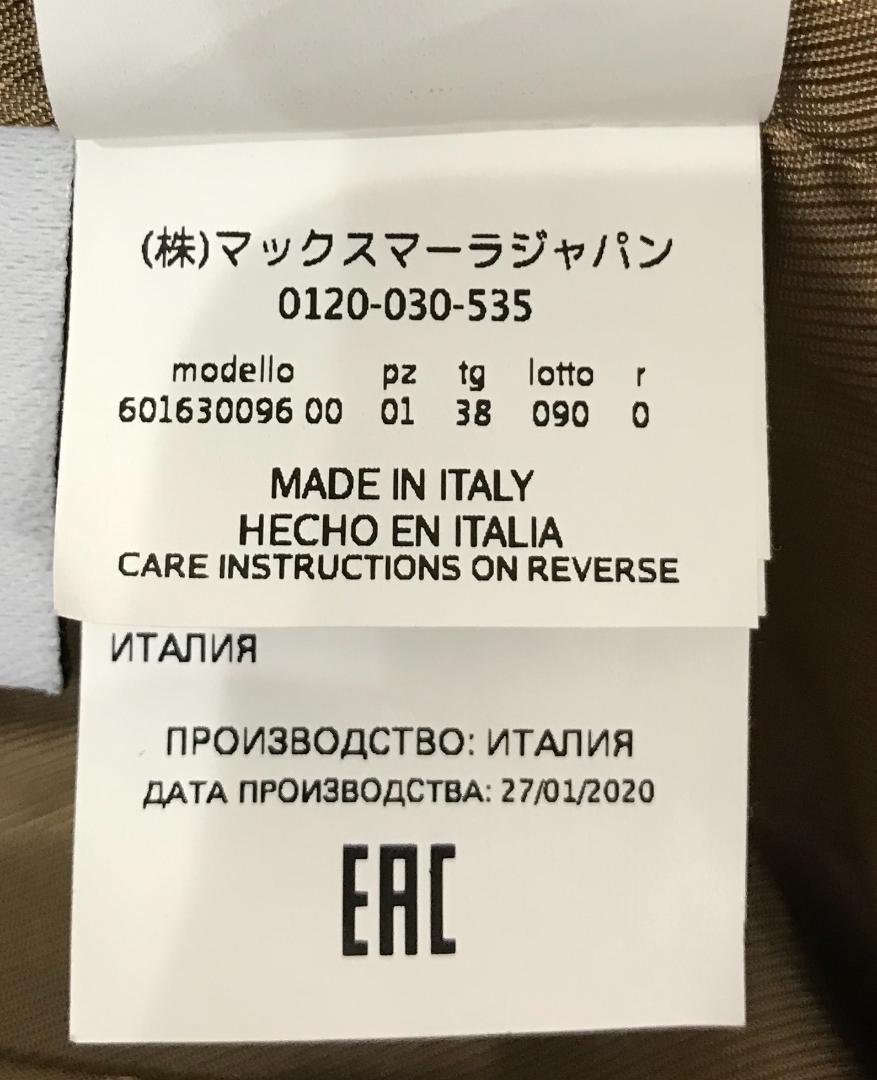 (株)マックスマーラジャパン
0120-030-535
modello pz tg lotto r
601630096 00 01 38 090 0
MADE IN ITALY
HECHO EN ITALIA
CARE INSTRUCTIONS ON REVERSE
ИТАЛИЯ
ПРОИЗВОДСТВО: ИТАЛИЯ
ДАТА ПРОИЗВОДСТВА: 27/01/2020
EAC